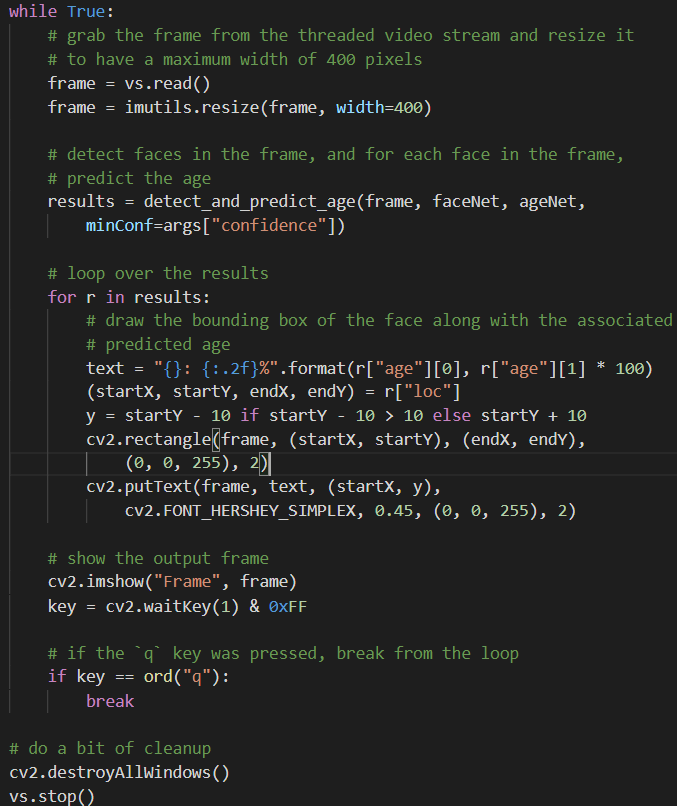 while True:
    # grab the frame from the threaded video stream and resize it
    # to have a maximum width of 400 pixels
    frame = vs.read()
    frame = imutils.resize(frame, width=400)

    # detect faces in the frame, and for each face in the frame,
    # predict the age
    results = detect_and_predict_age(frame, faceNet, ageNet,
        minConf=args["confidence"])

    # loop over the results
    for r in results:
        # draw the bounding box of the face along with the associated
        # predicted age
        text = "{}: {:.2f}%".format(r["age"][0], r["age"][1] * 100)
        (startX, startY, endX, endY) = r["loc"]
        y = startY - 10 if startY - 10 > 10 else startY + 10
        cv2.rectangle(frame, (startX, startY), (endX, endY),
            (0, 0, 255), 2)
        cv2.putText(frame, text, (startX, y),
            cv2.FONT_HERSHEY_SIMPLEX, 0.45, (0, 0, 255), 2)

    # show the output frame
    cv2.imshow("Frame", frame)
    key = cv2.waitKey(1) & 0xFF

    # if the `q` key was pressed, break from the loop
    if key == ord("q"):
        break

# do a bit of cleanup
cv2.destroyAllWindows()
vs.stop()